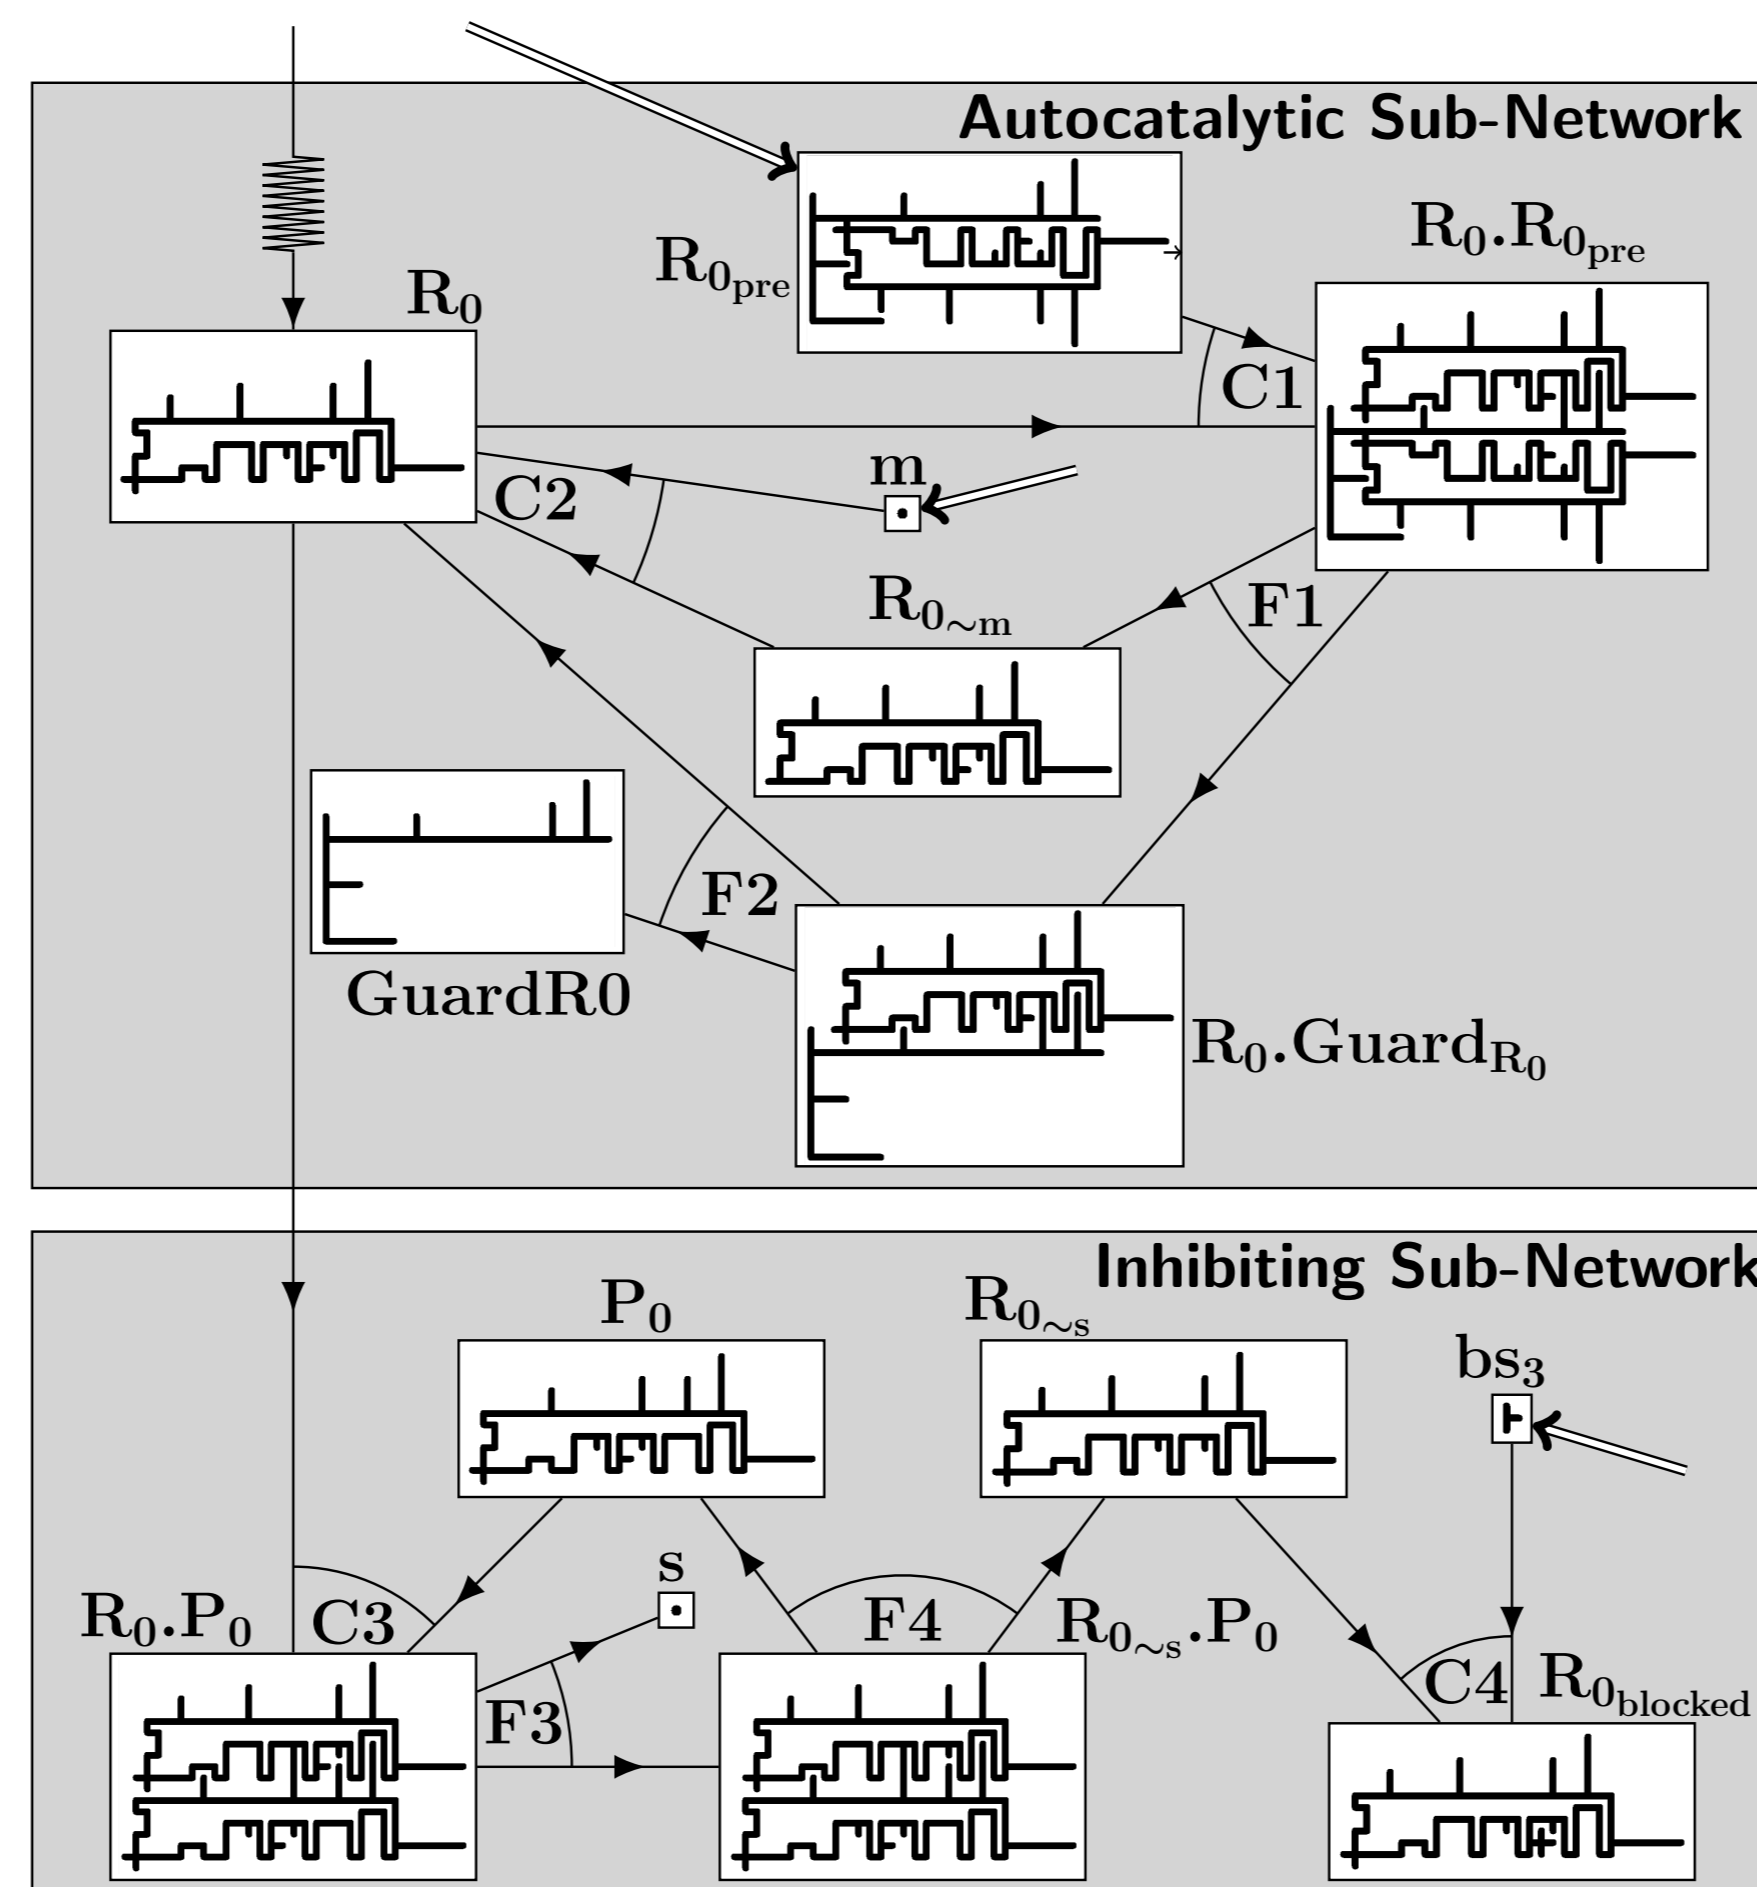 Autocatalytic Sub-Network
R₀.R₀pre
R₀pre
R₀
C1
m
C2
R₀~m
F1
F2
GuardR0
R₀.Guard_R₀
Inhibiting Sub-Network
P₀
R₀~s
bs₃
s
R₀.P₀
C3
F4
R₀~s.P₀
C4
R₀blocked
F3